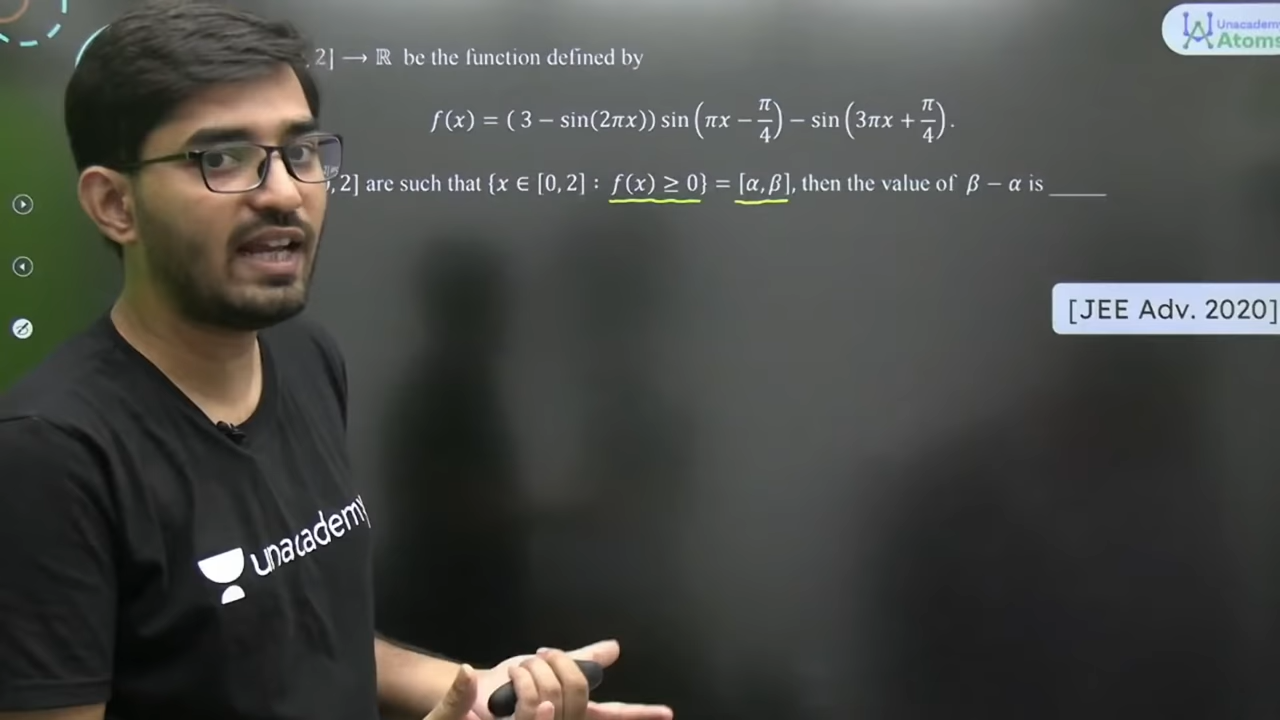 Unacademy
Atoms
, 2] → ℝ be the function defined by
f(x) = ( 3 − sin(2πx)) sin (πx − π/4) − sin (3πx + π/4).
, 2] are such that {x ∈ [0, 2] : f(x) ≥ 0} = [α, β], then the value of β − α is ______
[JEE Adv. 2020]
unacademy